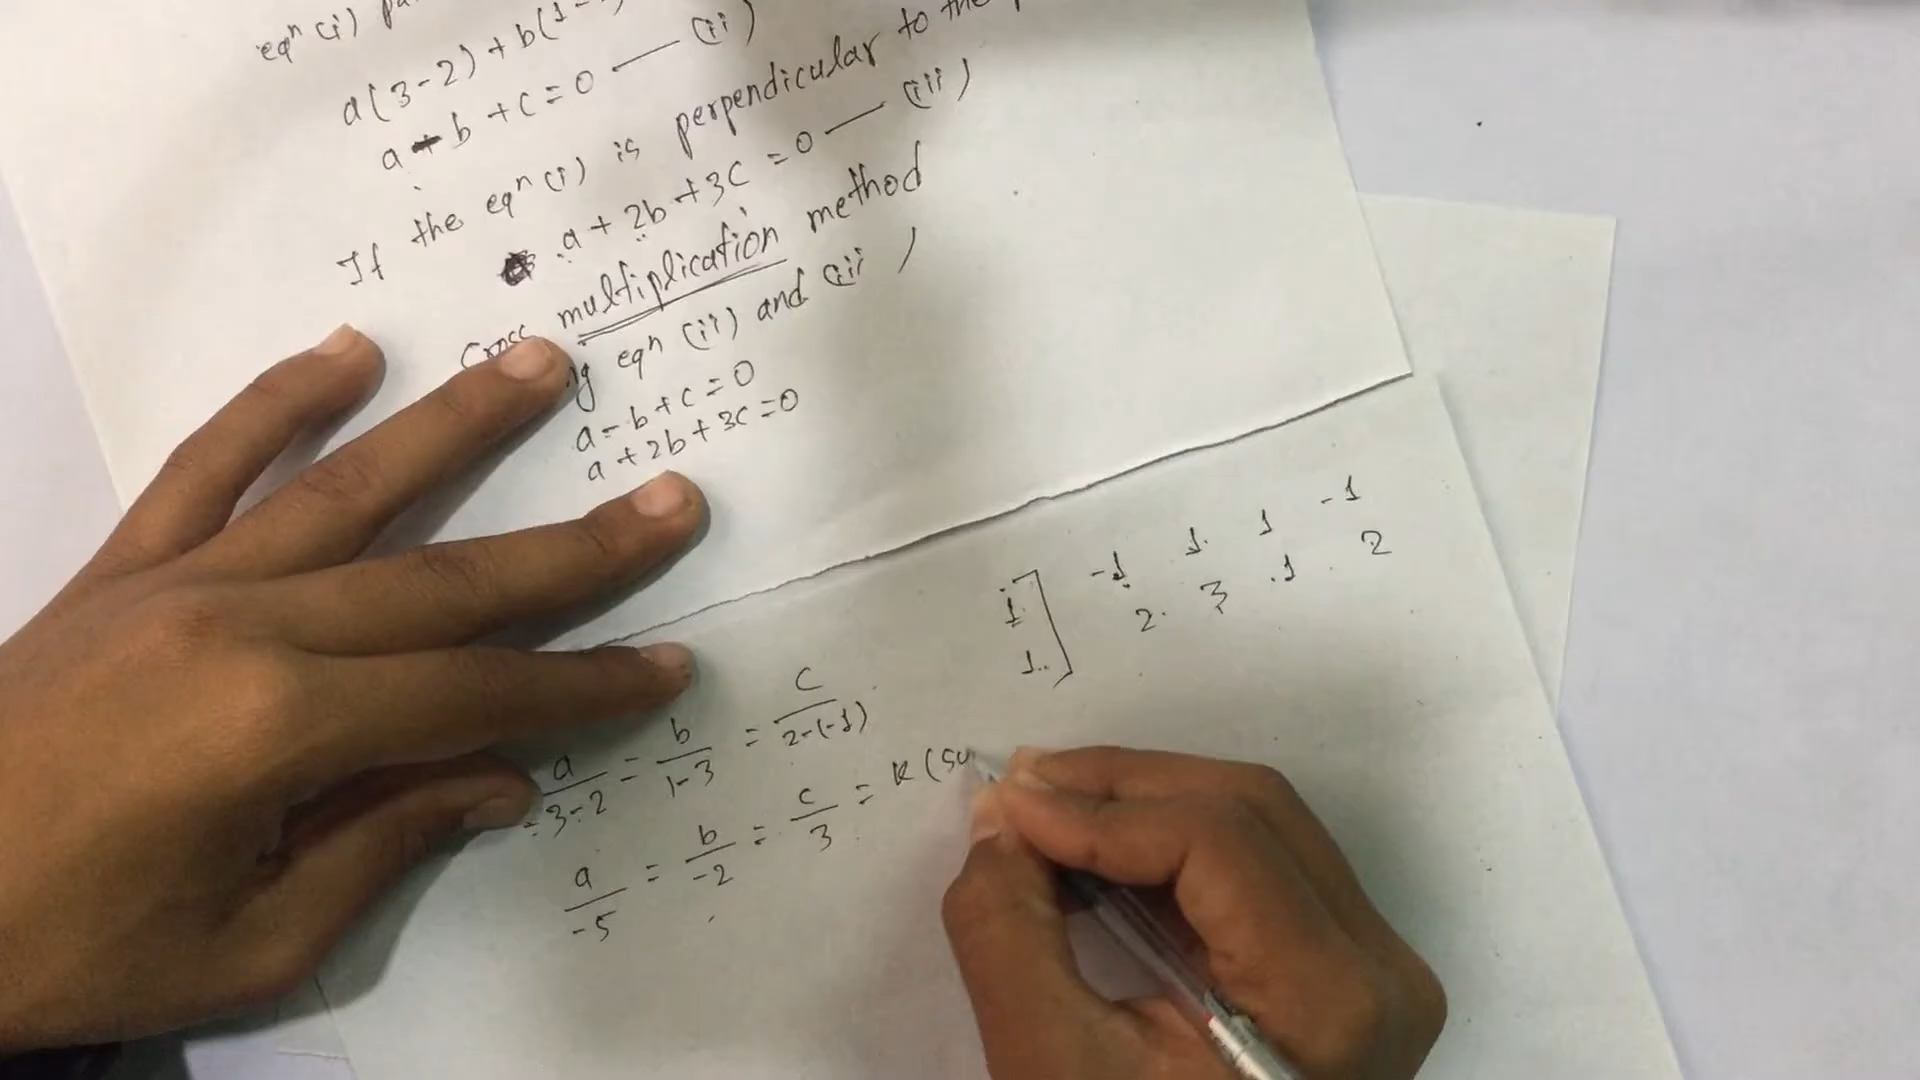 eqⁿ (i)
a(3-2) + b(1-
a - b + c = 0 — (ii)
If the eqⁿ (i) is perpendicular to the
a + 2b + 3c = 0 — (iii)
Cross multiplication method
eqⁿ (ii) and (iii)
a - b + c = 0
a + 2b + 3c = 0
1 -1 1 1 -1
1 2 3 1 2
a/-3-2 = b/1-3 = c/2-(-1)
a/-5 = b/-2 = c/3 = k (su